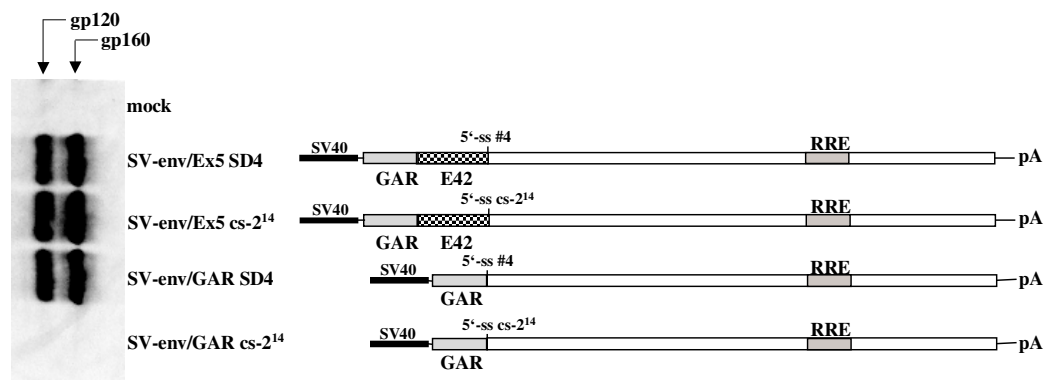 gp120
gp160
mock
5‘-ss #4
SV40
RRE
SV-env/Ex5 SD4
pA
GAR E42
5‘-ss cs-2¹⁴
SV40
RRE
SV-env/Ex5 cs-2¹⁴
pA
GAR E42
5‘-ss #4
SV40
RRE
SV-env/GAR SD4
pA
GAR
5‘-ss cs-2¹⁴
SV40
RRE
SV-env/GAR cs-2¹⁴
pA
GAR